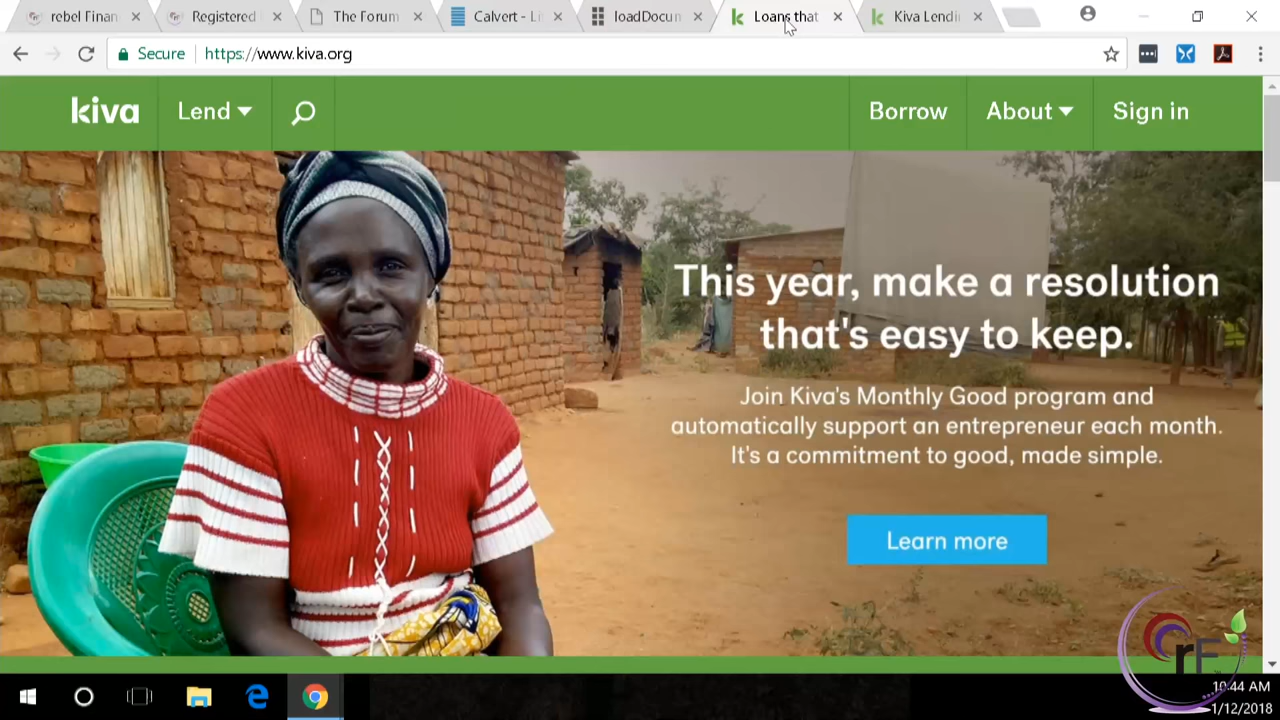 rebel Finan
Registered
The Forum
Calvert - Li
loadDocun
Loans that
Kiva Lendi
Secure
https://www.kiva.org
kiva
Lend
Borrow
About
Sign in
This year, make a resolution
that's easy to keep.
Join Kiva's Monthly Good program and
automatically support an entrepreneur each month.
It's a commitment to good, made simple.
Learn more
rF
10:44 AM
1/12/2018